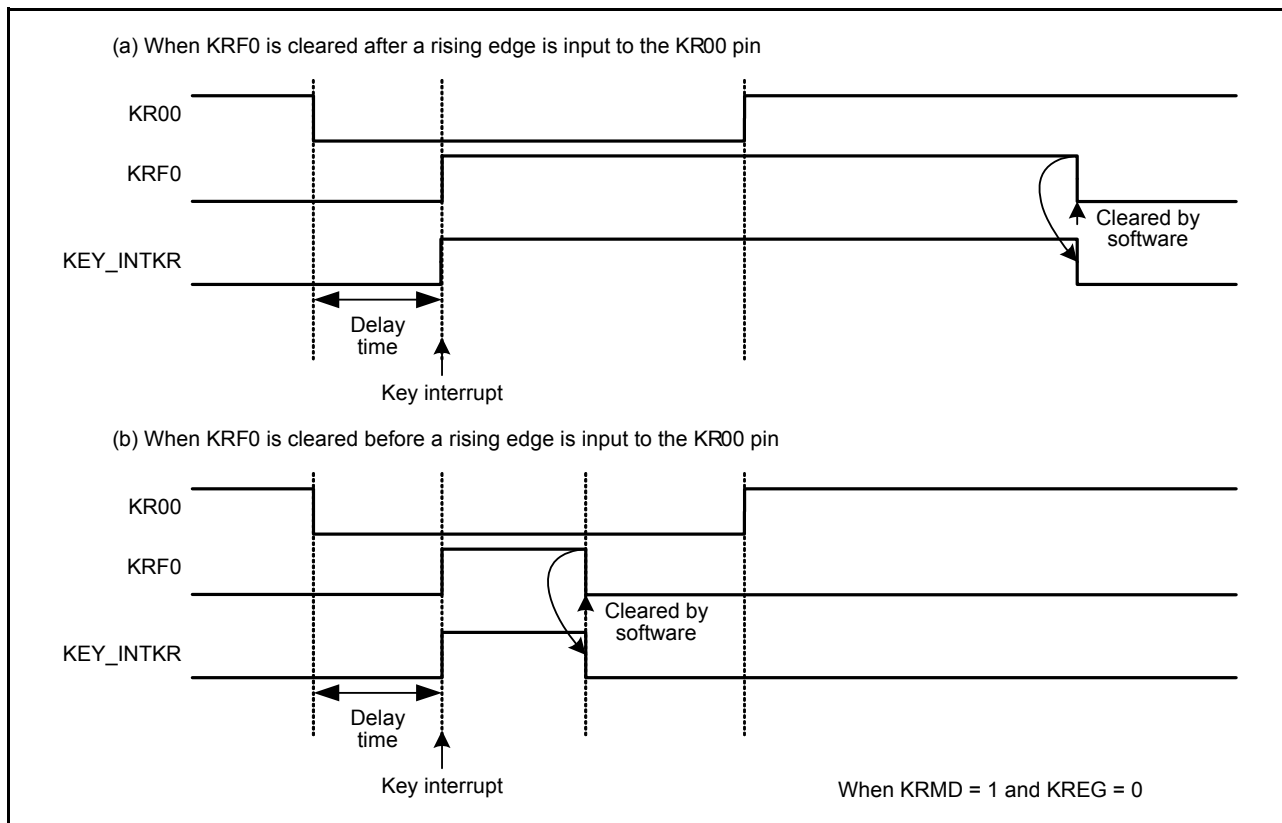 (a) When KRF0 is cleared after a rising edge is input to the KR00 pin
KR00
KRF0
Cleared by
software
KEY_INTKR
Delay
time
Key interrupt
(b) When KRF0 is cleared before a rising edge is input to the KR00 pin
KR00
KRF0
Cleared by
software
KEY_INTKR
Delay
time
Key interrupt
When KRMD = 1 and KREG = 0